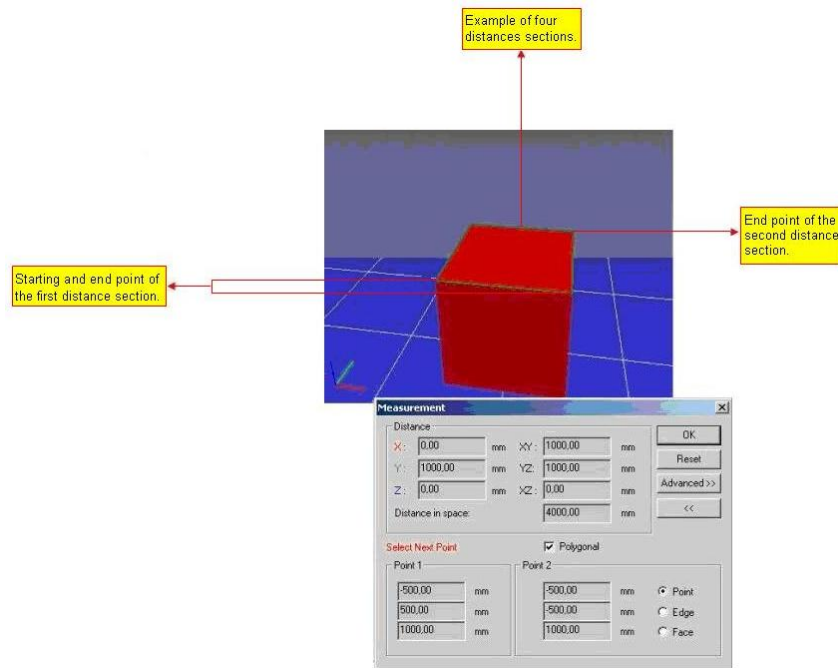 Example of four
distances sections.
End point of the
second distance
section.
Starting and end point of
the first distance section.
Measurement
Distance
X : 0,00 mm XY : 1000,00 mm
Y : 1000,00 mm YZ: 1000,00 mm
Z : 0,00 mm XZ : 0,00 mm
Distance in space: 4000,00 mm
OK
Reset
Advanced >>
<<
Select Next Point Polygonal
Point 1
-500,00 mm
500,00 mm
1000,00 mm
Point 2
-500,00 mm
-500,00 mm
1000,00 mm
Point
Edge
Face